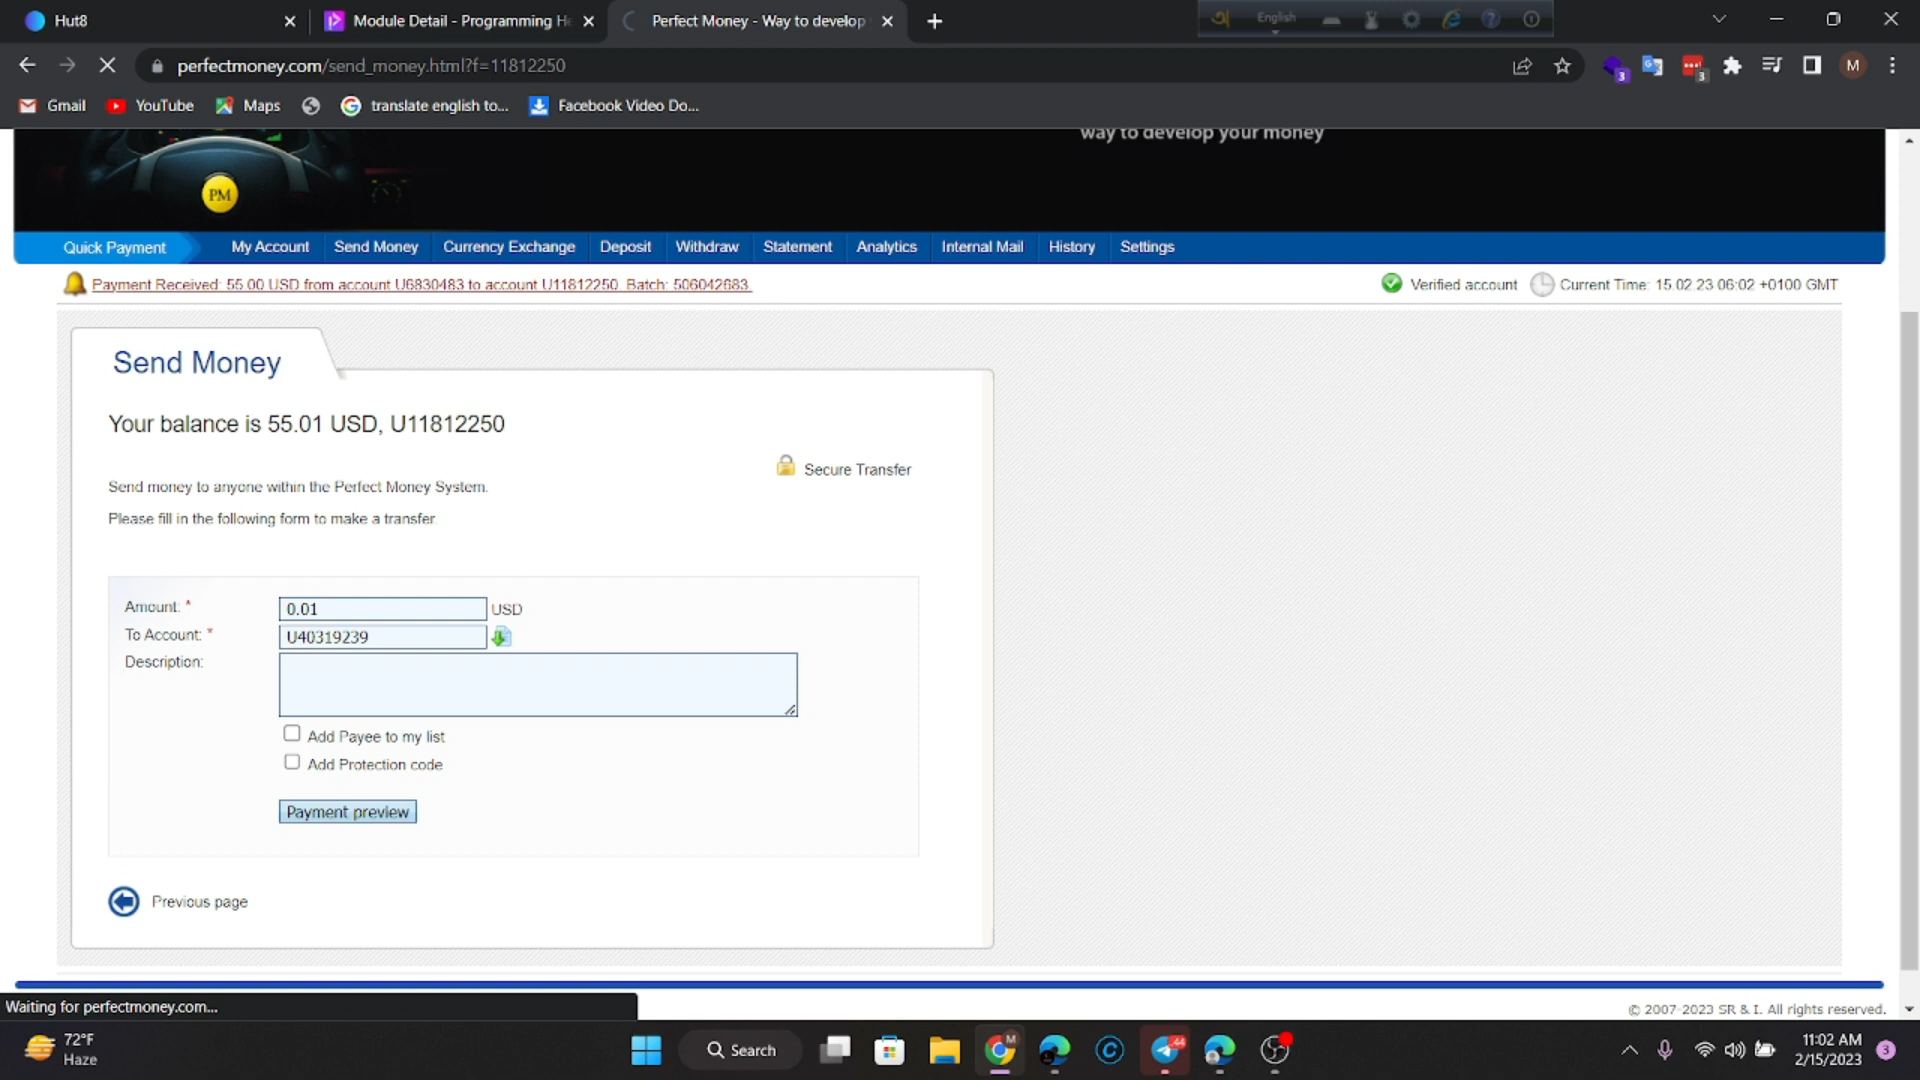 Hut8
Module Detail - Programming He
Perfect Money - Way to develop
English
perfectmoney.com/send_money.html?f=11812250
3
3
M
Gmail
YouTube
Maps
translate english to...
Facebook Video Do...
way to develop your money
PM
Quick Payment
My Account
Send Money
Currency Exchange
Deposit
Withdraw
Statement
Analytics
Internal Mail
History
Settings
Payment Received: 55.00 USD from account U6830483 to account U11812250. Batch: 506042683.
Verified account
Current Time: 15.02.23 06:02 +0100 GMT
Send Money
Your balance is 55.01 USD, U11812250
Secure Transfer
Send money to anyone within the Perfect Money System.
Please fill in the following form to make a transfer.
Amount: * 0.01 USD
To Account: * U40319239
Description:
Add Payee to my list
Add Protection code
Payment preview
Previous page
Waiting for perfectmoney.com...
© 2007-2023 SR & I. All rights reserved.
72°F
Haze
Search
M
44
11:02 AM
2/15/2023
3